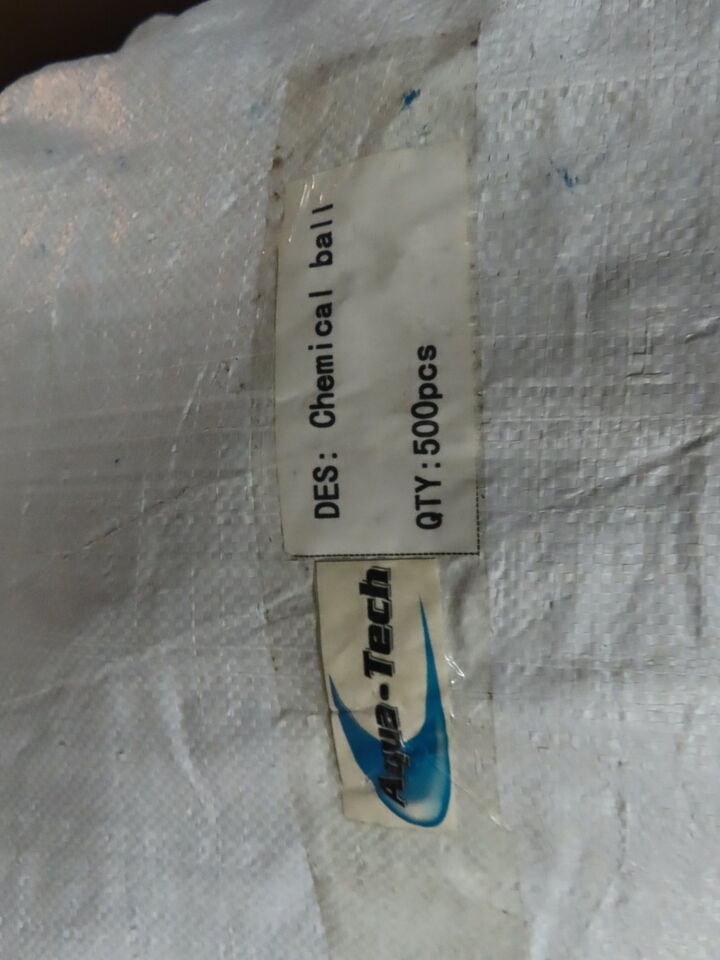 DES: Chemical ball
QTY:500pcs
Aqua-Tech